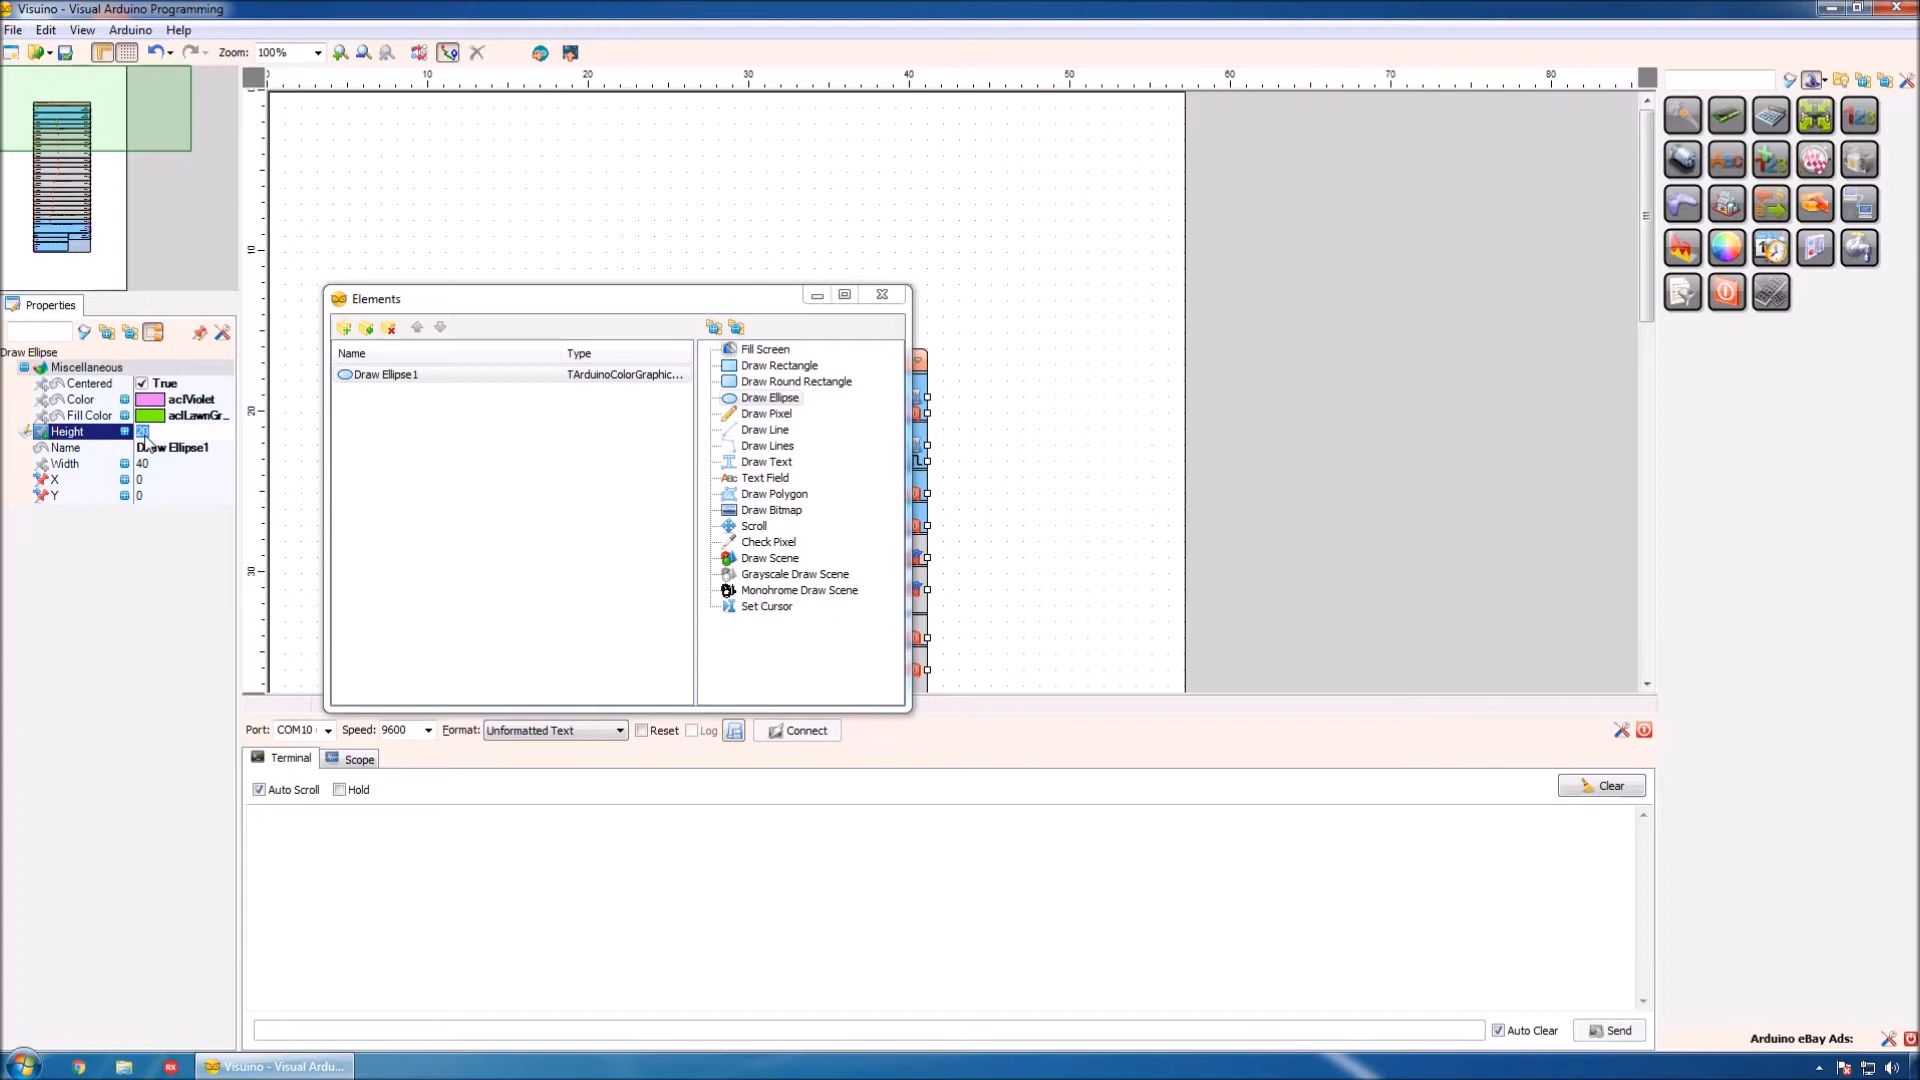 Visuino - Visual Arduino Programming
File Edit View Arduino Help
Zoom: 100%
0 10 20 30 40 50 60 70 80
10
20
30
Properties
Draw Ellipse
Miscellaneous
Centered True
Color aclViolet
Fill Color aclLawnGr...
Height 20
Name Draw Ellipse1
Width 40
X 0
Y 0
Elements
Name Type
Draw Ellipse1 TArduinoColorGraphic...
Fill Screen
Draw Rectangle
Draw Round Rectangle
Draw Ellipse
Draw Pixel
Draw Line
Draw Lines
Draw Text
Text Field
Draw Polygon
Draw Bitmap
Scroll
Check Pixel
Draw Scene
Grayscale Draw Scene
Monochrome Draw Scene
Set Cursor
Port: COM10 Speed: 9600 Format: Unformatted Text Reset Log Connect
Terminal Scope
Auto Scroll Hold Clear
Auto Clear Send
Arduino eBay Ads:
Visuino - Visual Ardu...